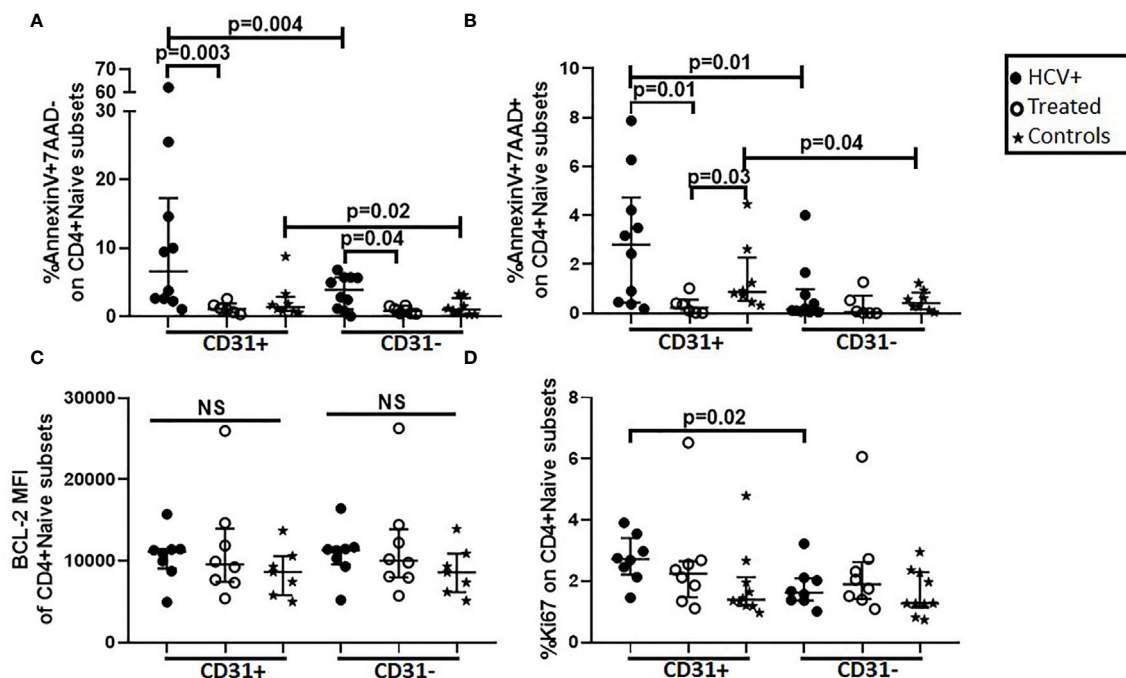 A
p=0.004
p=0.003
p=0.02
p=0.04
70
60
30
20
10
0
%AnnexinV+7AAD-
on CD4+Naive subsets
CD31+
CD31-
B
p=0.01
p=0.01
p=0.04
p=0.03
10
8
6
4
2
0
%AnnexinV+7AAD+
on CD4+Naive subsets
CD31+
CD31-
HCV+
Treated
Controls
C
NS
NS
30000
20000
10000
0
BCL-2 MFI
of CD4+Naive subsets
CD31+
CD31-
D
p=0.02
8
6
4
2
0
%Ki67 on CD4+Naive subsets
CD31+
CD31-